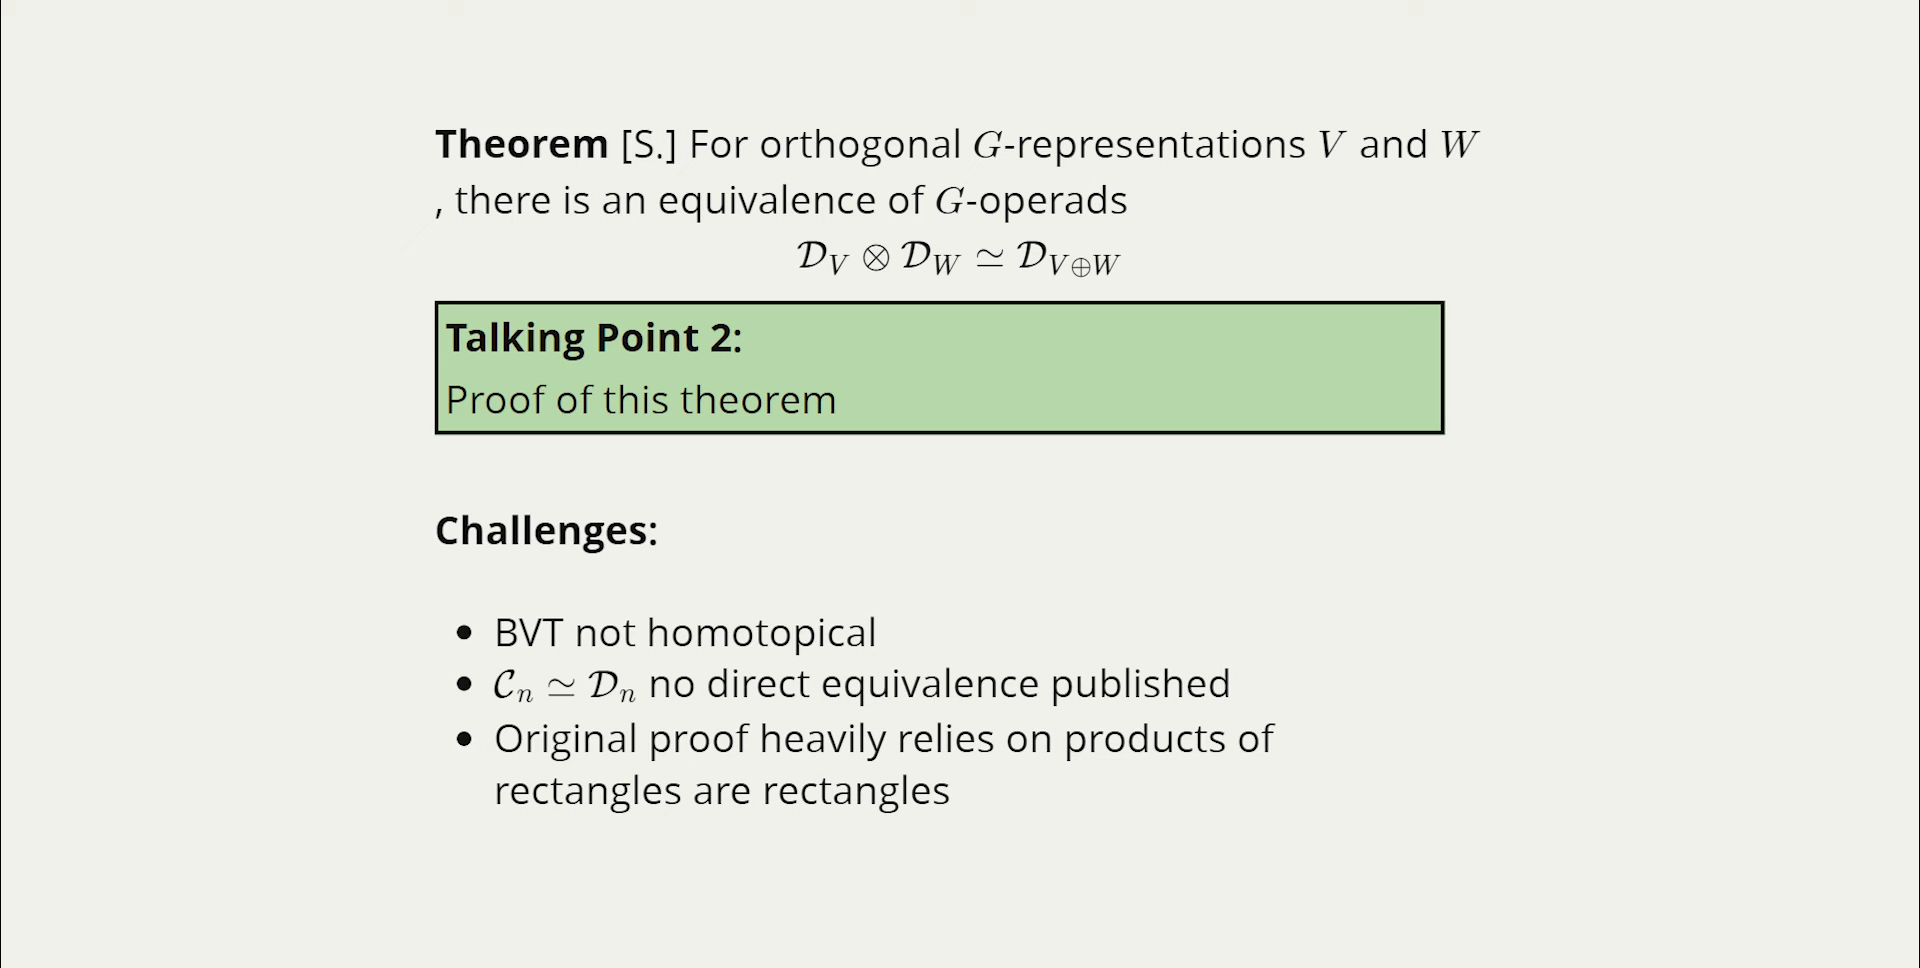 Theorem [S.] For orthogonal G-representations V and W
, there is an equivalence of G-operads
𝒟_V ⊗ 𝒟_W ≃ 𝒟_{V⊕W}
Talking Point 2:
Proof of this theorem
Challenges:
• BVT not homotopical
• 𝒞_n ≃ 𝒟_n no direct equivalence published
• Original proof heavily relies on products of
rectangles are rectangles